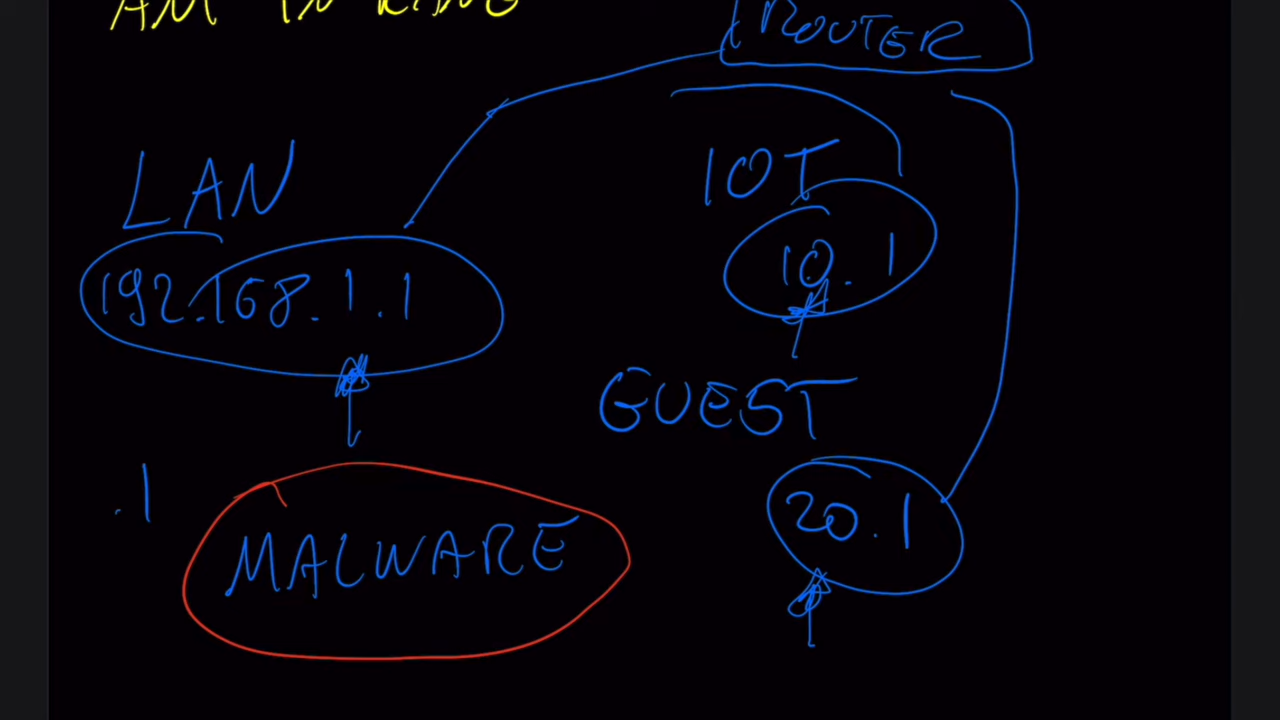 ROUTER
LAN
IOT
192.168.1.1
10.1
GUEST
.1
20.1
MALWARE